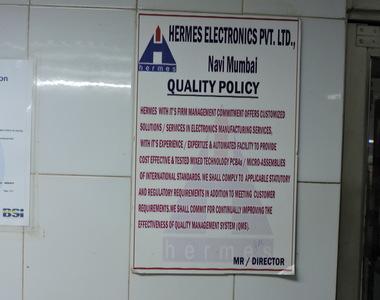 HERMES ELECTRONICS PVT. LTD.,
Navi Mumbai
hermes
QUALITY POLICY
HERMES WITH IT'S FIRM MANAGEMENT COMMITMENT OFFERS CUSTOMIZED
SOLUTIONS / SERVICES IN ELECTRONICS MANUFACTURING SERVICES,
WITH IT'S EXPERIENCE / EXPERTIZE & AUTOMATED FACILITY TO PROVIDE
COST EFFECTIVE & TESTED MIXED TECHNOLOGY PCBAs / MICRO-ASSEMBLIES
OF INTERNATIONAL STANDARDS. WE SHALL COMPLY TO APPLICABLE STATUTORY
AND REGULATORY REQUIREMENTS IN ADDITION TO MEETING CUSTOMER
REQUIREMENTS.WE SHALL COMMIT FOR CONTINUALLY IMPROVING THE
EFFECTIVENESS OF QUALITY MANAGEMENT SYSTEM (QMS).
hermes
MR / DIRECTOR
BSI